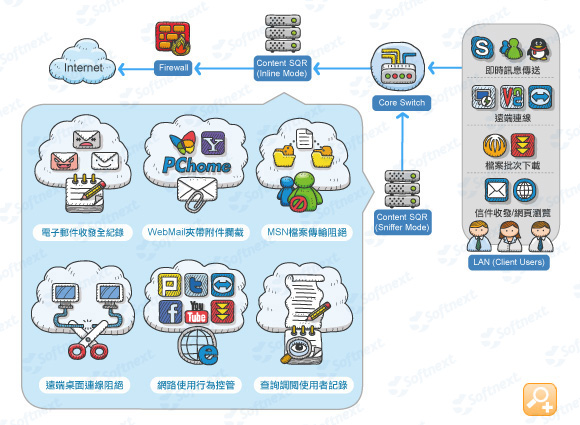 Internet
Firewall
Content SQR
(Inline Mode)
Core Switch
Content SQR
(Sniffer Mode)
即時訊息傳送
V2
遠端連線
檔案批次下載
信件收發/網頁瀏覽
LAN (Client Users)
電子郵件收發全記錄
Y!
PChome
WebMail夾帶附件攔截
MSN檔案傳輸阻絕
遠端桌面連線阻絕
f
You
Tube
網路使用行為控管
查詢調閱使用者記錄
Softnext